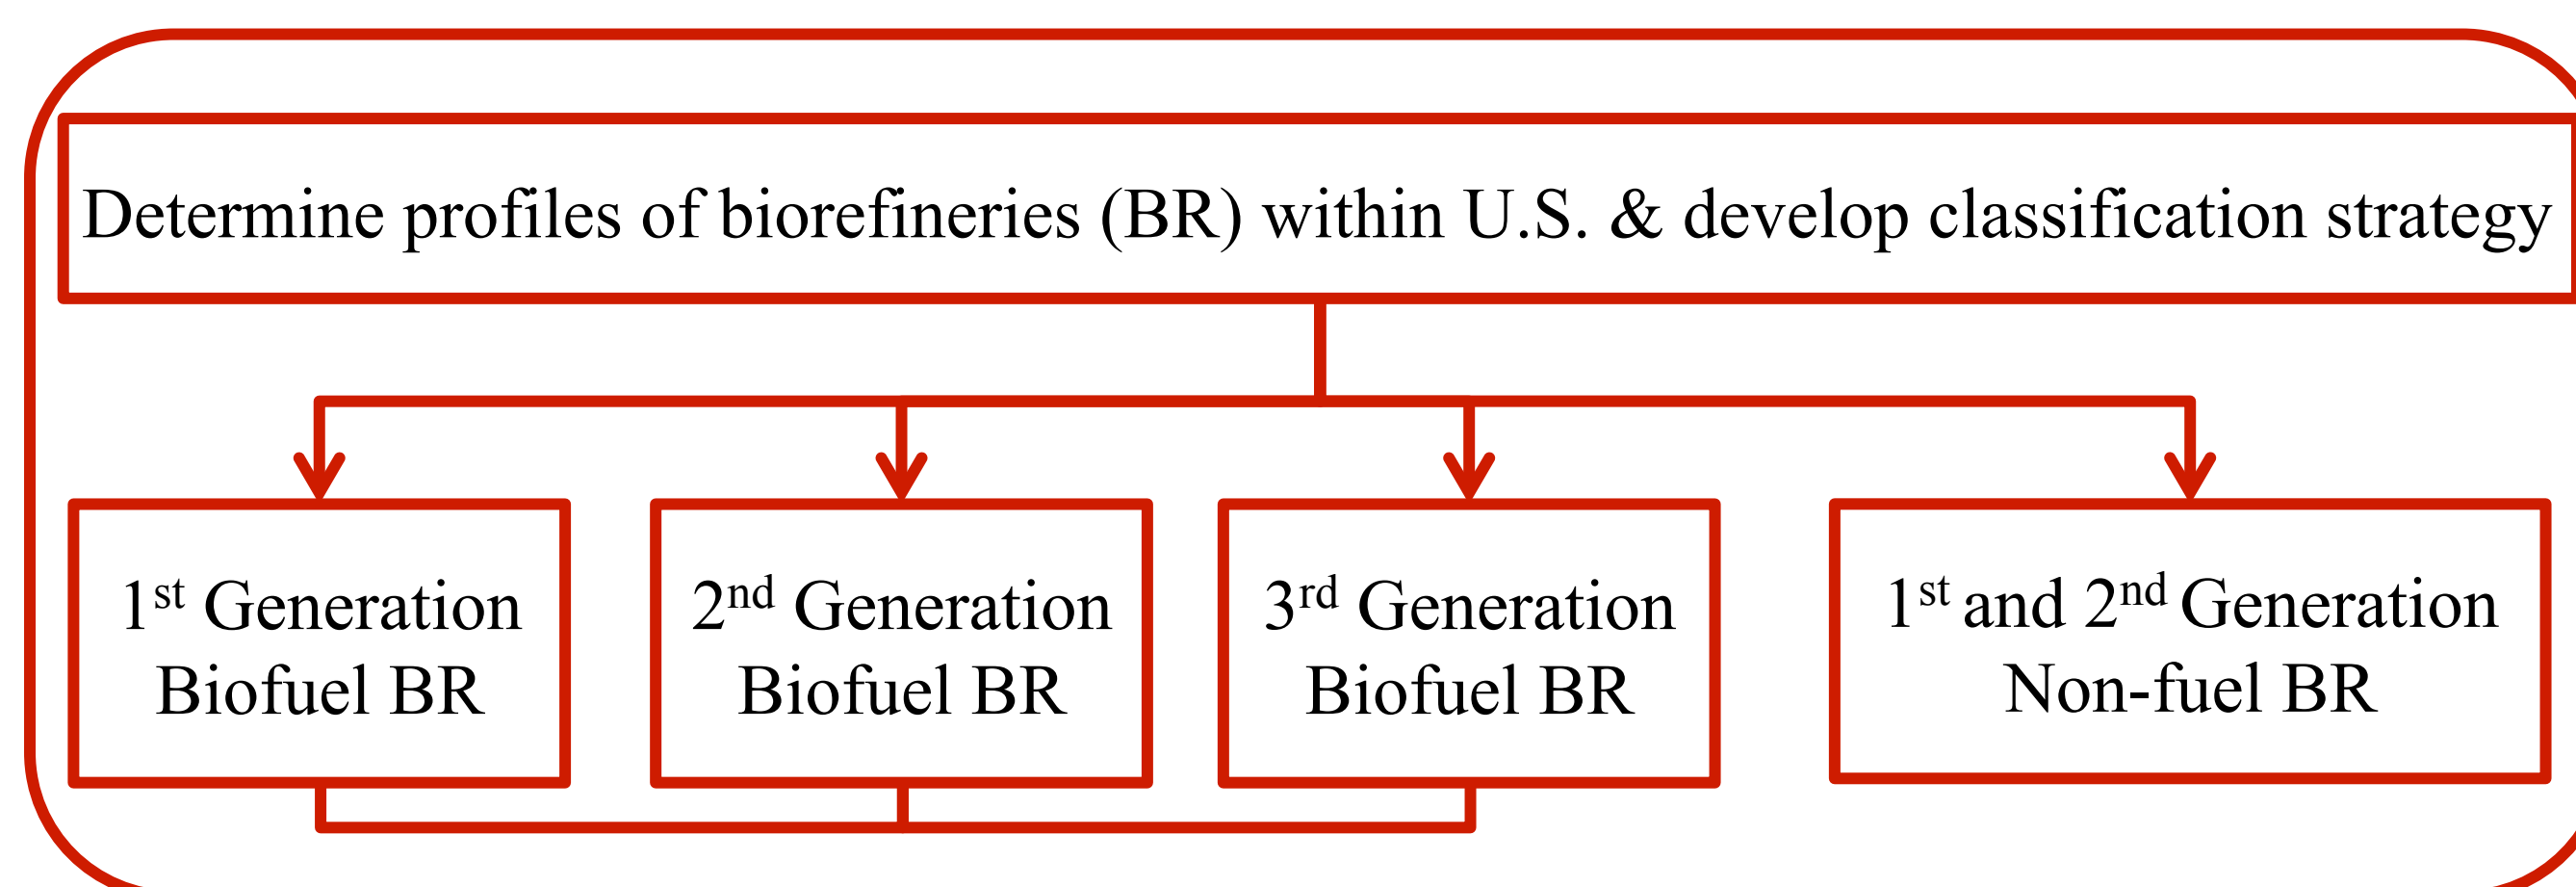 Determine profiles of biorefineries (BR) within U.S. & develop classification strategy
1st Generation
Biofuel BR
2nd Generation
Biofuel BR
3rd Generation
Biofuel BR
1st and 2nd Generation
Non-fuel BR